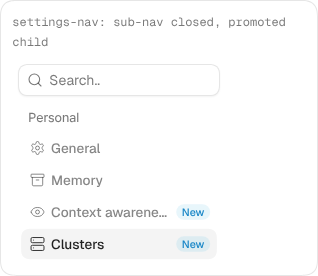 settings-nav: sub-nav closed, promoted
child
Search..
Personal
General
Memory
Context awarene... New
Clusters New